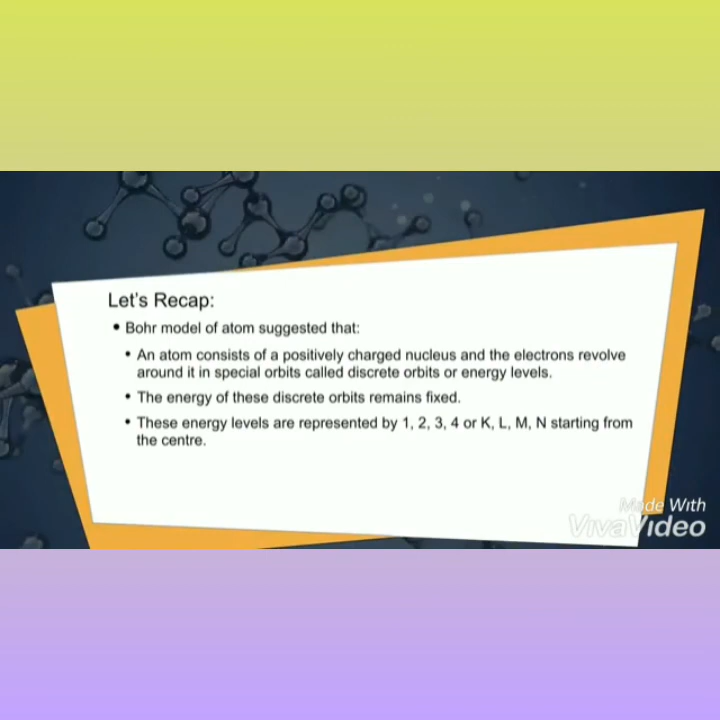 Let's Recap:
• Bohr model of atom suggested that:
• An atom consists of a positively charged nucleus and the electrons revolve
around it in special orbits called discrete orbits or energy levels.
• The energy of these discrete orbits remains fixed.
• These energy levels are represented by 1, 2, 3, 4 or K, L, M, N starting from
the centre.
Made With
VivaVideo